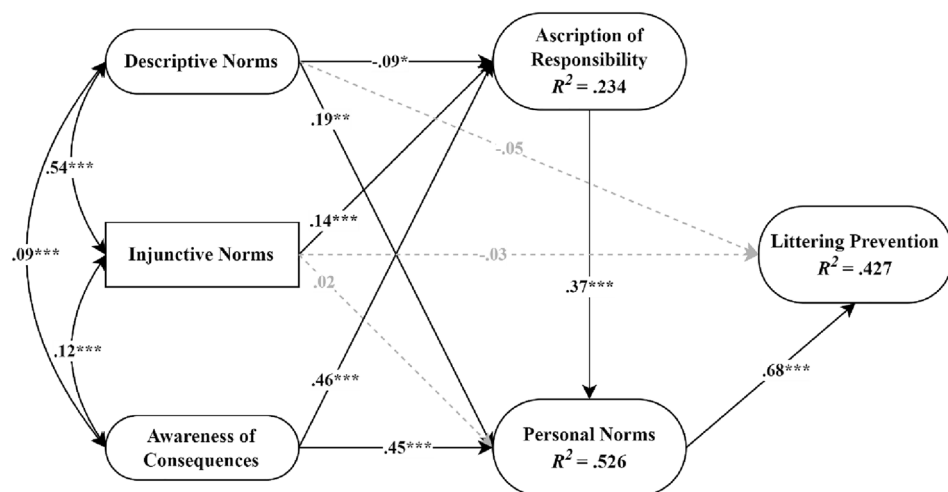 Descriptive Norms
-.09*
Ascription of
Responsibility
R² = .234
.19**
-.05
.54***
.14***
.09***
Injunctive Norms
-.03
Littering Prevention
R² = .427
.02
.37***
.12***
.46***
.68***
Awareness of
Consequences
.45***
Personal Norms
R² = .526